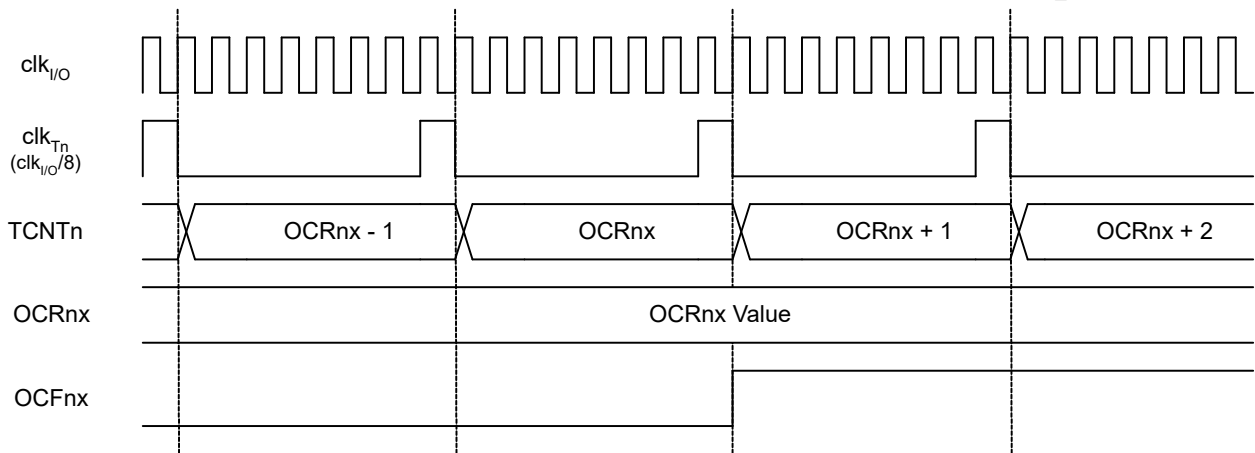 clkI/O
clkTn
(clkI/O/8)
TCNTn OCRnx - 1 OCRnx OCRnx + 1 OCRnx + 2
OCRnx OCRnx Value
OCFnx